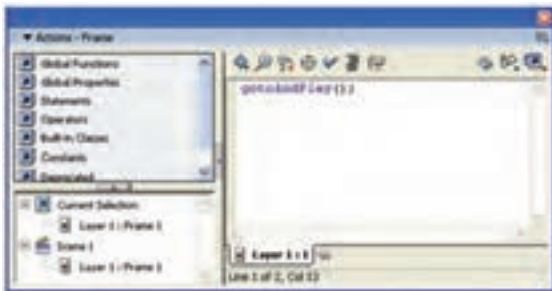 Actions - Frame
Global Functions
Global Properties
Statements
Operators
Built-in Classes
Constants
Deprecated
Current Selection
Layer 1 : Frame 1
Scene 1
Layer 1 : Frame 1
gotoAndPlay();
Layer 1 : 1
Line 1 of 2, Col 13